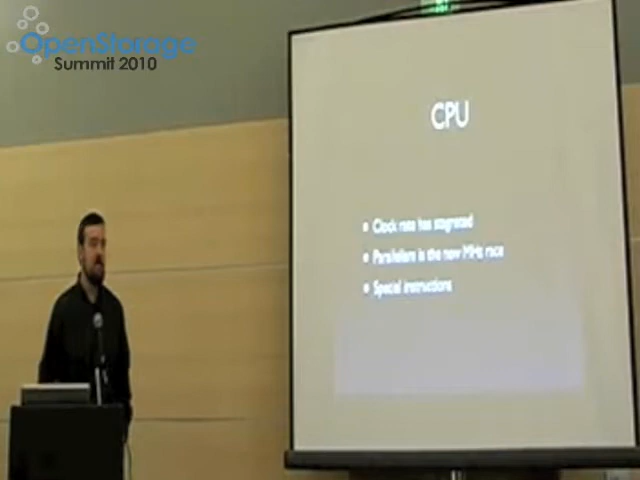 OpenStorage
Summit 2010
CPU
Clock rate has stagnated
Parallelism is the new MHz race
Special instructions